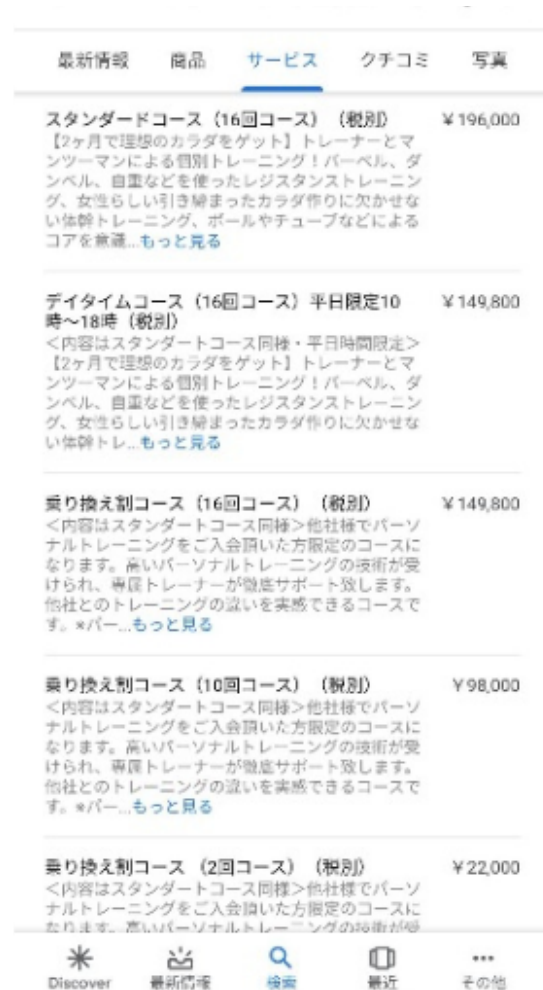 最新情報 商品 サービス クチコミ 写真
スタンダードコース（16回コース）（税別） ￥196,000
【2ヶ月で理想のカラダをゲット】トレーナーとマ
ンツーマンによる個別トレーニング！バーベル、ダ
ンベル、自重などを使ったレジスタンストレーニン
グ、女性らしい引き締まったカラダ作りに欠かせな
い体幹トレーニング、ボールやチューブなどによる
コアを意識...もっと見る
デイタイムコース（16回コース）平日限定10 ￥149,800
時～18時（税別）
＜内容はスタンダートコース同様・平日時間限定＞
【2ヶ月で理想のカラダをゲット】トレーナーとマ
ンツーマンによる個別トレーニング！バーベル、ダ
ンベル、自重などを使ったレジスタンストレーニン
グ、女性らしい引き締まったカラダ作りに欠かせな
い体幹トレ...もっと見る
乗り換え割コース（16回コース）（税別） ￥149,800
＜内容はスタンダートコース同様＞他社様でパーソ
ナルトレーニングをご入会頂いた方限定のコースに
なります。高いパーソナルトレーニングの技術が受
けられ、専属トレーナーが徹底サポート致します。
他社とのトレーニングの違いを実感できるコースで
す。※パー...もっと見る
乗り換え割コース（10回コース）（税別） ￥98,000
＜内容はスタンダートコース同様＞他社様でパーソ
ナルトレーニングをご入会頂いた方限定のコースに
なります。高いパーソナルトレーニングの技術が受
けられ、専属トレーナーが徹底サポート致します。
他社とのトレーニングの違いを実感できるコースで
す。※パー...もっと見る
乗り換え割コース（2回コース）（税別） ￥22,000
＜内容はスタンダートコース同様＞他社様でパーソ
ナルトレーニングをご入会頂いた方限定のコースに
なります。高いパーソナルトレーニングの技術が受
Discover 最新情報 検索 最近 その他